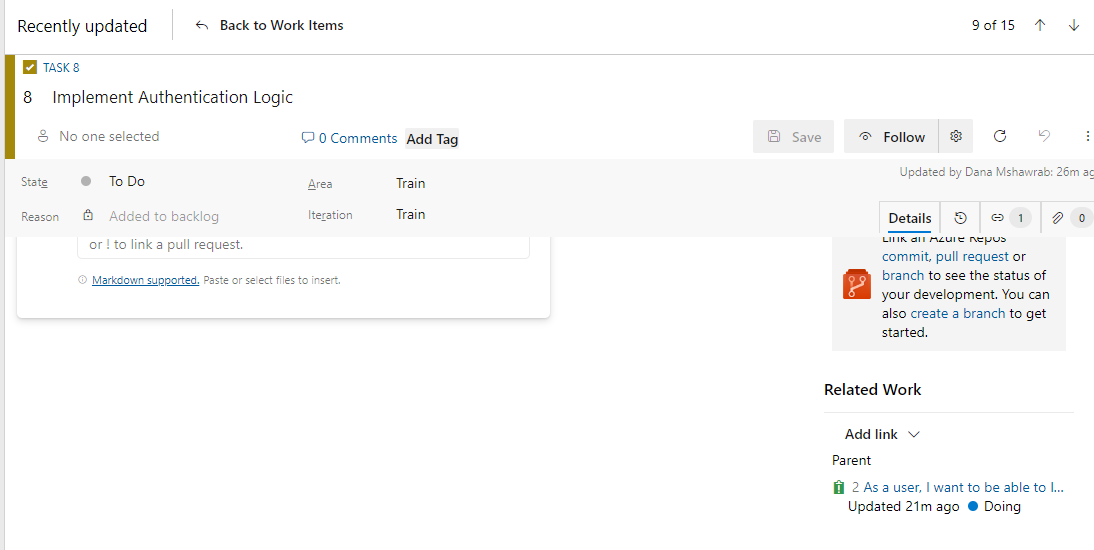 Recently updated
Back to Work Items
9 of 15
TASK 8
8 Implement Authentication Logic
No one selected
0 Comments
Add Tag
Save
Follow
State
To Do
Area
Train
Updated by Dana Mshawrab: 26m ag
Reason
Added to backlog
Iteration
Train
Details
1
0
or ! to link a pull request.
Markdown supported. Paste or select files to insert.
Link an Azure Repos
commit, pull request or
branch to see the status of
your development. You can
also create a branch to get
started.
Related Work
Add link
Parent
2 As a user, I want to be able to l...
Updated 21m ago
Doing